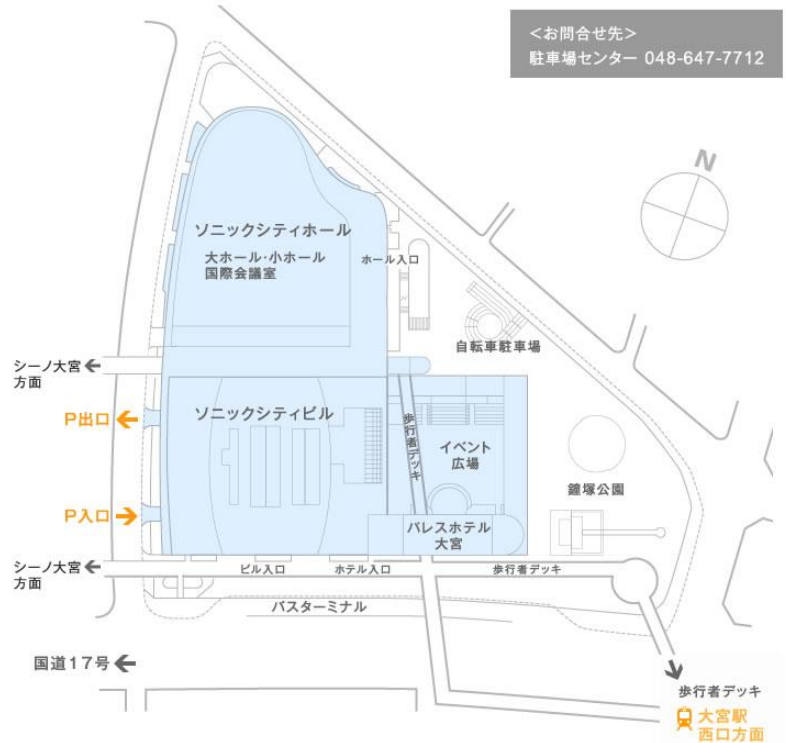 <お問合せ先>
駐車場センター 048-647-7712
N
ソニックシティホール
大ホール・小ホール
国際会議室
ホール入口
自転車駐車場
シーノ大宮
方面
P出口
ソニックシティビル
歩行者デッキ
イベント
広場
鐘塚公園
P入口
パレスホテル
大宮
シーノ大宮
方面
ビル入口
ホテル入口
歩行者デッキ
バスターミナル
国道17号
歩行者デッキ
大宮駅
西口方面